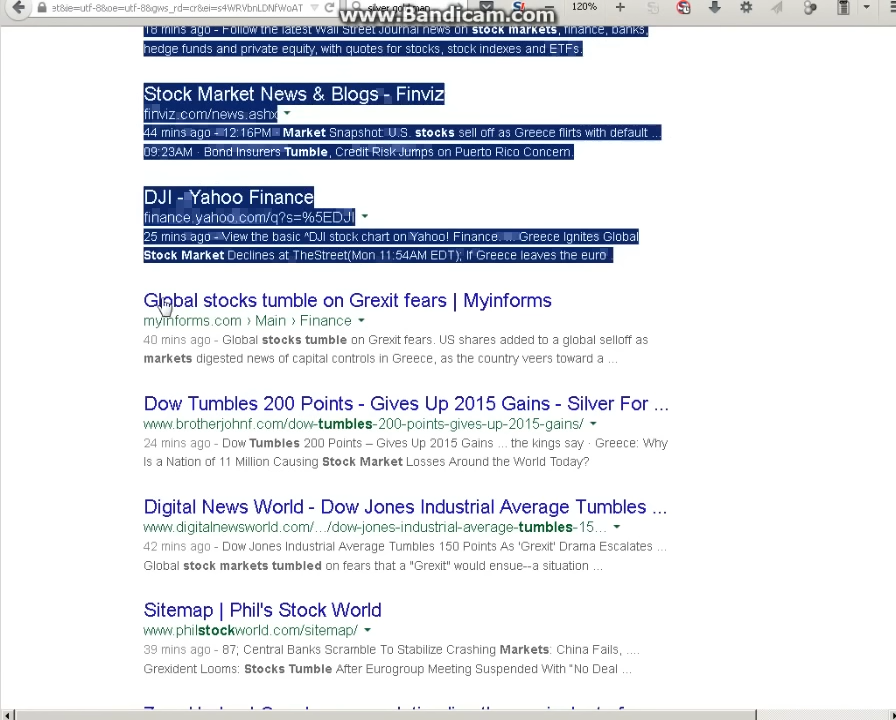 et&ie=utf-8&oe=utf-8&gws_rd=cr&ei=s4WRVbnLDNfWoAT
www.Bandicam.com
120%
10 mins ago - Follow the latest Wall Street Journal news on stock markets, finance, banks,
hedge funds and private equity, with quotes for stocks, stock indexes and ETFs.
Stock Market News & Blogs - Finviz
finviz.com/news.ashx
44 mins ago - 12:16PM · Market Snapshot: U.S. stocks sell off as Greece flirts with default ...
09:23AM · Bond Insurers Tumble, Credit Risk Jumps on Puerto Rico Concern.
DJI - Yahoo Finance
finance.yahoo.com/q?s=%5EDJI
25 mins ago - View the basic ^DJI stock chart on Yahoo! Finance. ... Greece Ignites Global
Stock Market Declines at TheStreet(Mon 11:54AM EDT); If Greece leaves the euro
Global stocks tumble on Grexit fears | Myinforms
myinforms.com › Main › Finance
40 mins ago - Global stocks tumble on Grexit fears. US shares added to a global selloff as
markets digested news of capital controls in Greece, as the country veers toward a ...
Dow Tumbles 200 Points - Gives Up 2015 Gains - Silver For ...
www.brotherjohnf.com/dow-tumbles-200-points-gives-up-2015-gains/
24 mins ago - Dow Tumbles 200 Points – Gives Up 2015 Gains ... the kings say · Greece: Why
Is a Nation of 11 Million Causing Stock Market Losses Around the World Today?
Digital News World - Dow Jones Industrial Average Tumbles ...
www.digitalnewsworld.com/.../dow-jones-industrial-average-tumbles-15...
42 mins ago - Dow Jones Industrial Average Tumbles 150 Points As 'Grexit' Drama Escalates ...
Global stock markets tumbled on fears that a "Grexit" would ensue--a situation ...
Sitemap | Phil's Stock World
www.philstockworld.com/sitemap/
39 mins ago - 87; Central Banks Scramble To Stabilize Crashing Markets: China Fails, ....
Grexident Looms: Stocks Tumble After Eurogroup Meeting Suspended With "No Deal ...